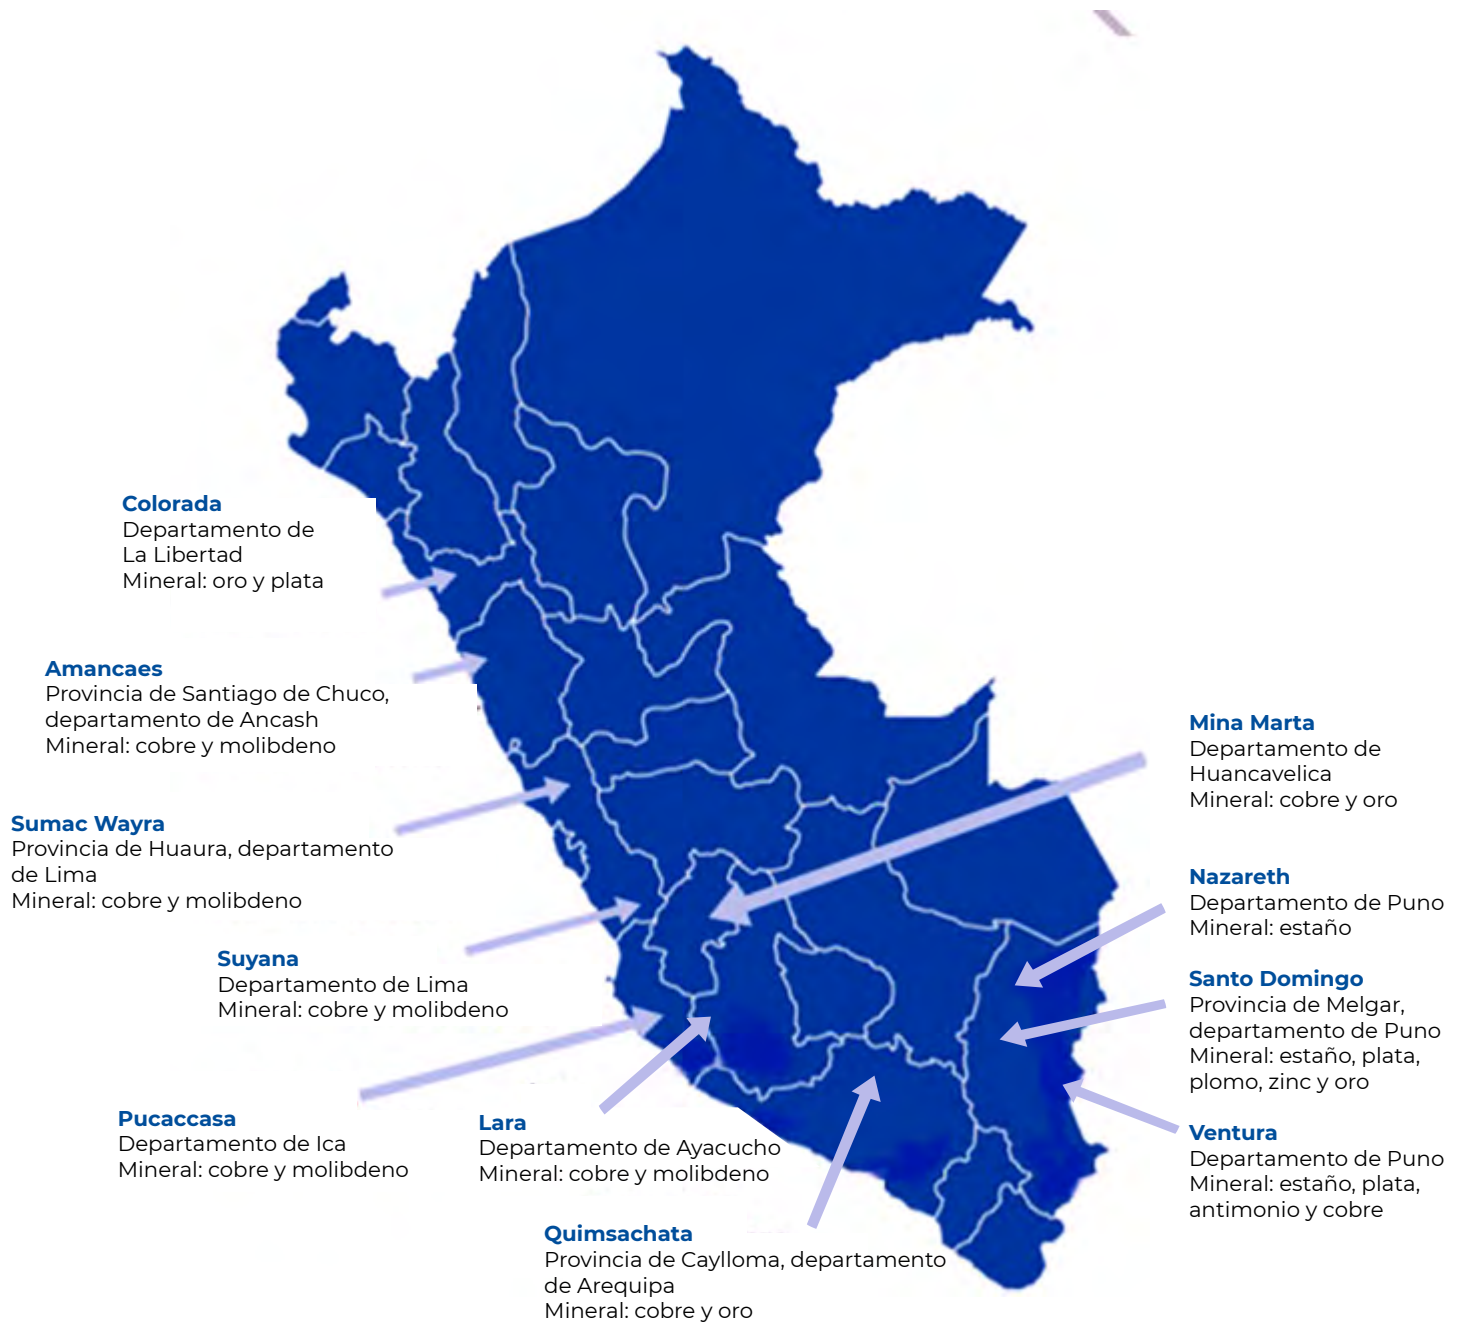 Colorada
Departamento de
La Libertad
Mineral: oro y plata
Amancaes
Provincia de Santiago de Chuco,
departamento de Ancash
Mineral: cobre y molibdeno
Sumac Wayra
Provincia de Huaura, departamento
de Lima
Mineral: cobre y molibdeno
Suyana
Departamento de Lima
Mineral: cobre y molibdeno
Pucaccasa
Departamento de Ica
Mineral: cobre y molibdeno
Lara
Departamento de Ayacucho
Mineral: cobre y molibdeno
Quimsachata
Provincia de Caylloma, departamento
de Arequipa
Mineral: cobre y oro
Mina Marta
Departamento de
Huancavelica
Mineral: cobre y oro
Nazareth
Departamento de Puno
Mineral: estaño
Santo Domingo
Provincia de Melgar,
departamento de Puno
Mineral: estaño, plata,
plomo, zinc y oro
Ventura
Departamento de Puno
Mineral: estaño, plata,
antimonio y cobre